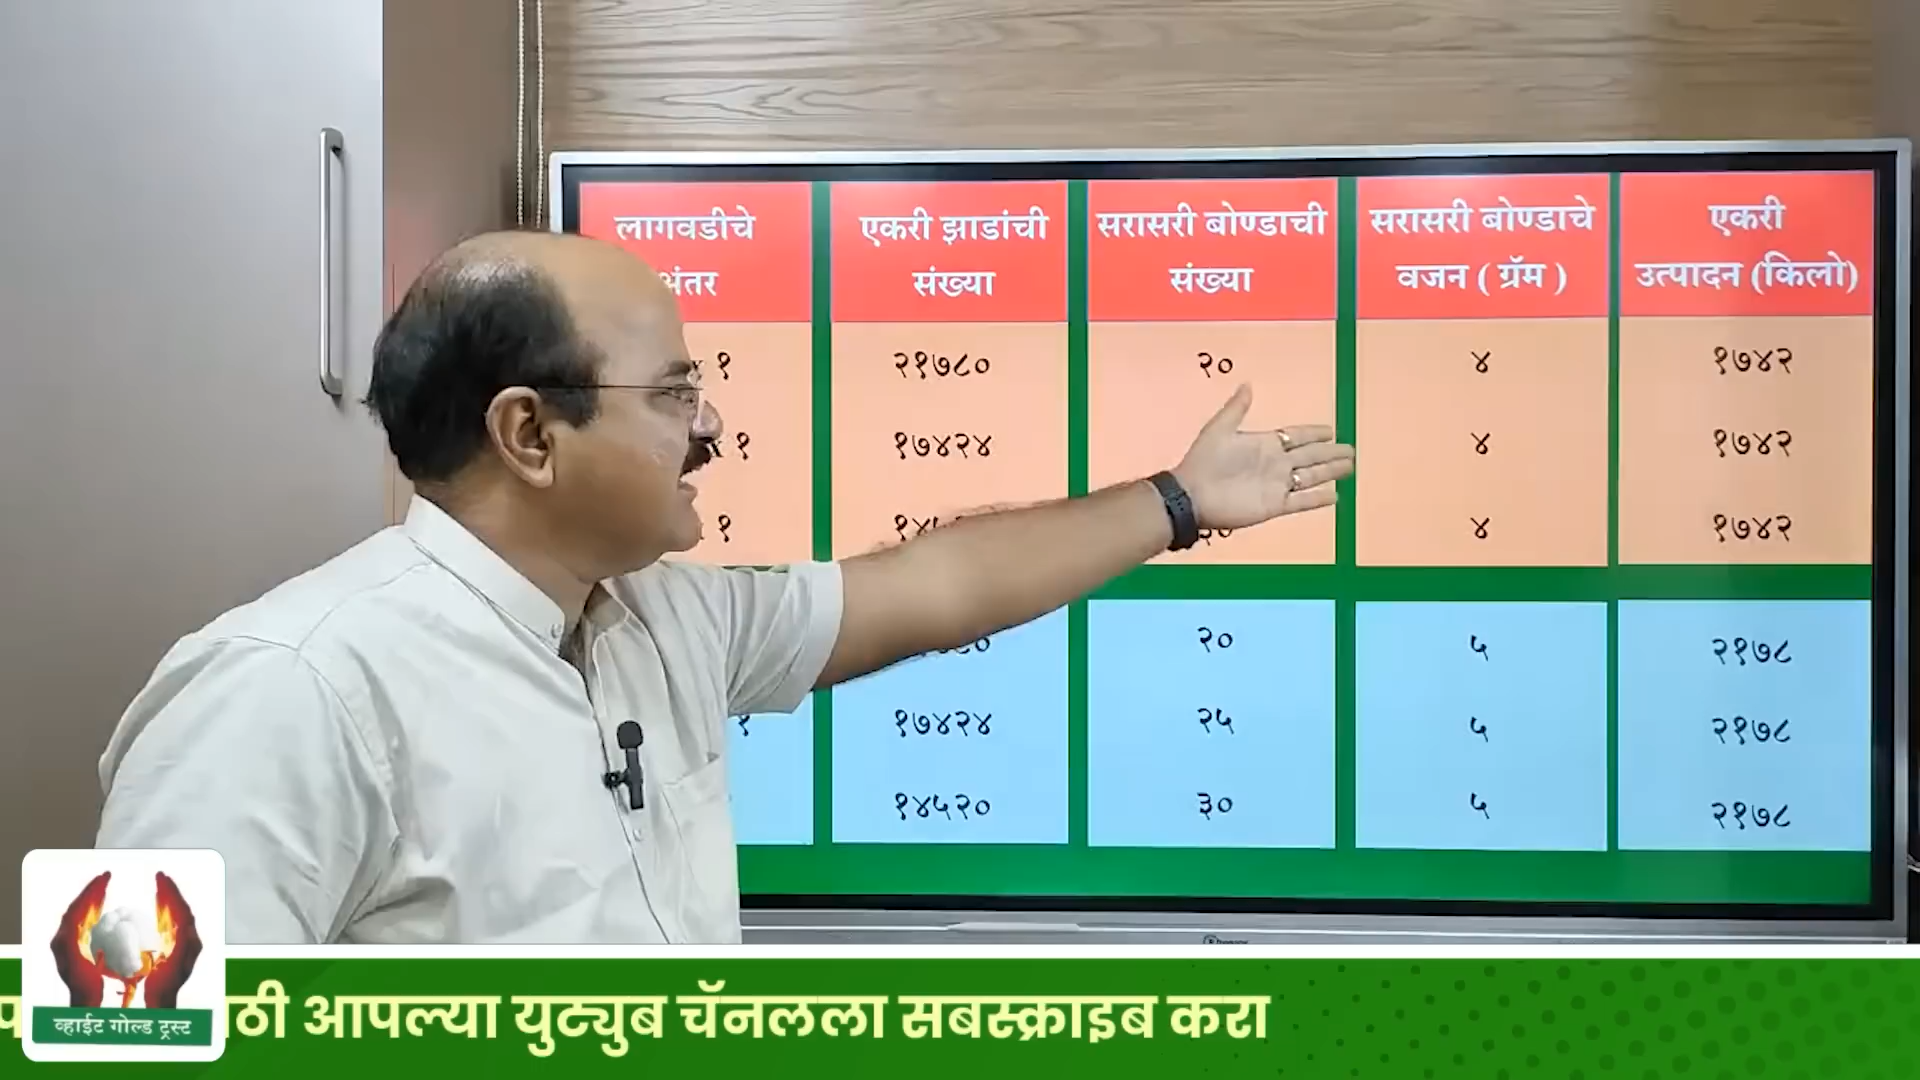 लागवडीचे
अंतर
एकरी झाडांची
संख्या
सरासरी बोण्डाची
संख्या
सरासरी बोण्डाचे
वजन ( ग्रॅम )
एकरी
उत्पादन (किलो)
x १ २१७८० २० ४ १७४२
x १ १७४२४ ४ १७४२
१ ४ १७४२
२० ५ २१७८
१ १७४२४ २५ ५ २१७८
१४५२० ३० ५ २१७८
व्हाईट गोल्ड ट्रस्ट
आपल्या युट्युब चॅनलला सबस्क्राइब करा